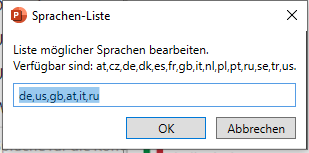 Sprachen-Liste
Liste möglicher Sprachen bearbeiten.
Verfügbar sind: at,cz,de,dk,es,fr,gb,it,nl,pl,pt,ru,se,tr,us.
de,us,gb,at,it,ru
OK
Abbrechen